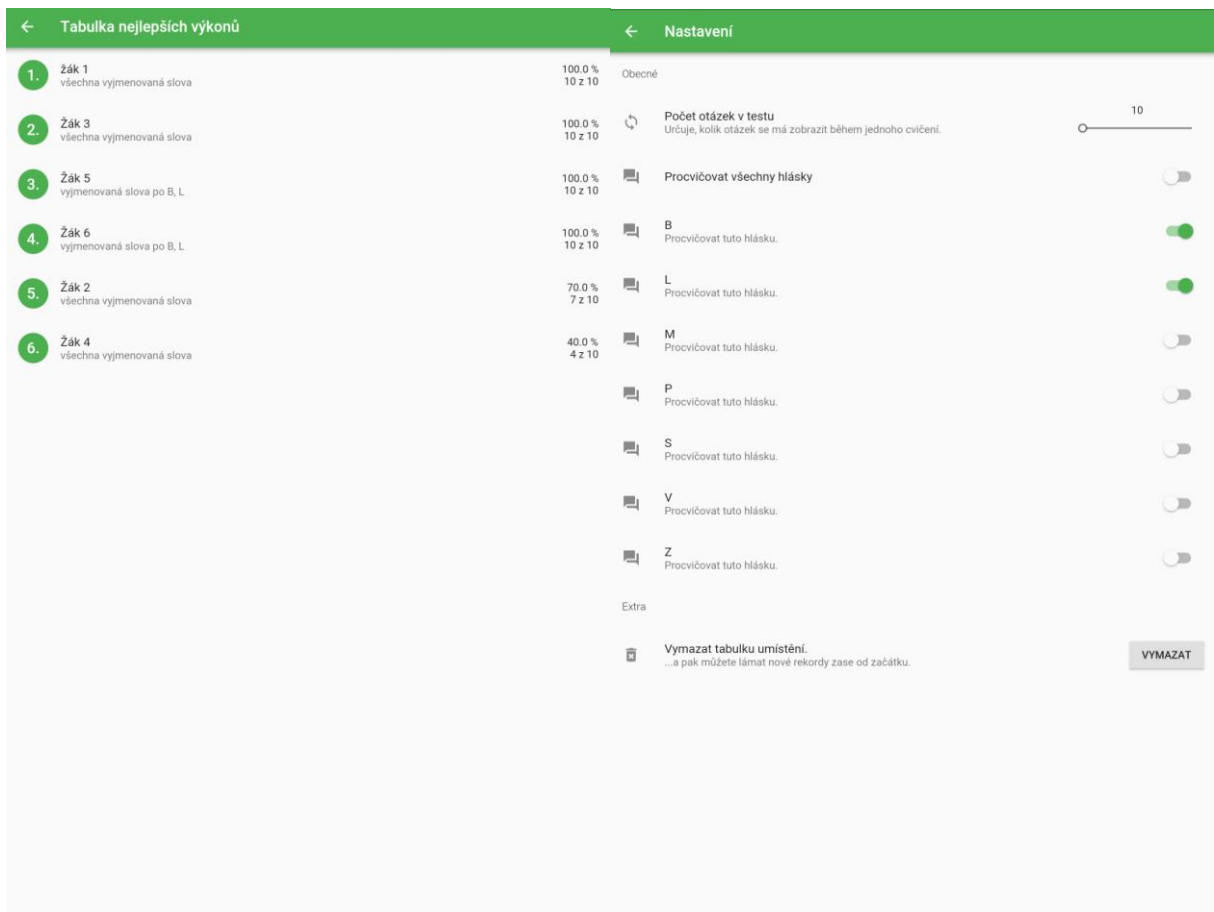 Tabulka nejlepších výkonů
1.
žák 1
všechna vyjmenovaná slova
100.0 %
10 z 10
2.
Žák 3
všechna vyjmenovaná slova
100.0 %
10 z 10
3.
Žák 5
vyjmenovaná slova po B, L
100.0 %
10 z 10
4.
Žák 6
vyjmenovaná slova po B, L
100.0 %
10 z 10
5.
Žák 2
všechna vyjmenovaná slova
70.0 %
7 z 10
6.
Žák 4
všechna vyjmenovaná slova
40.0 %
4 z 10
Nastavení
Obecné
Počet otázek v testu
Určuje, kolik otázek se má zobrazit během jednoho cvičení.
10
Procvičovat všechny hlásky
B
Procvičovat tuto hlásku.
L
Procvičovat tuto hlásku.
M
Procvičovat tuto hlásku.
P
Procvičovat tuto hlásku.
S
Procvičovat tuto hlásku.
V
Procvičovat tuto hlásku.
Z
Procvičovat tuto hlásku.
Extra
Vymazat tabulku umístění.
...a pak můžete lámat nové rekordy zase od začátku.
VYMAZAT